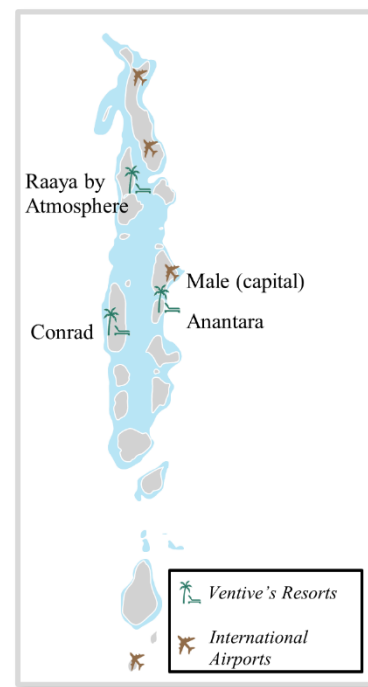 Raaya by
Atmosphere
Male (capital)
Anantara
Conrad
Ventive's Resorts
International
Airports